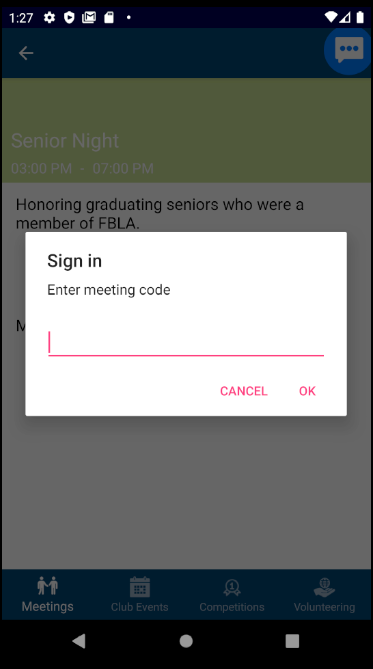 1:27
Senior Night
03:00 PM - 07:00 PM
Honoring graduating seniors who were a
member of FBLA.
Sign in
Enter meeting code
CANCEL OK
Meetings Club Events Competitions Volunteering